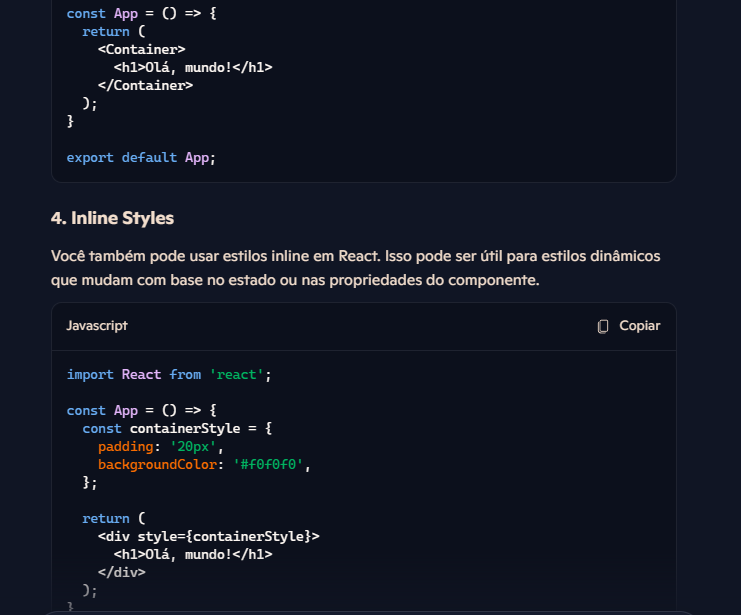 const App = () => {
  return (
    <Container>
      <h1>Olá, mundo!</h1>
    </Container>
  );
}
export default App;
4. Inline Styles
Você também pode usar estilos inline em React. Isso pode ser útil para estilos dinâmicos
que mudam com base no estado ou nas propriedades do componente.
Javascript
Copiar
import React from 'react';
const App = () => {
  const containerStyle = {
    padding: '20px',
    backgroundColor: '#f0f0f0',
  };
  return (
    <div style={containerStyle}>
      <h1>Olá, mundo!</h1>
    </div>
  );
}